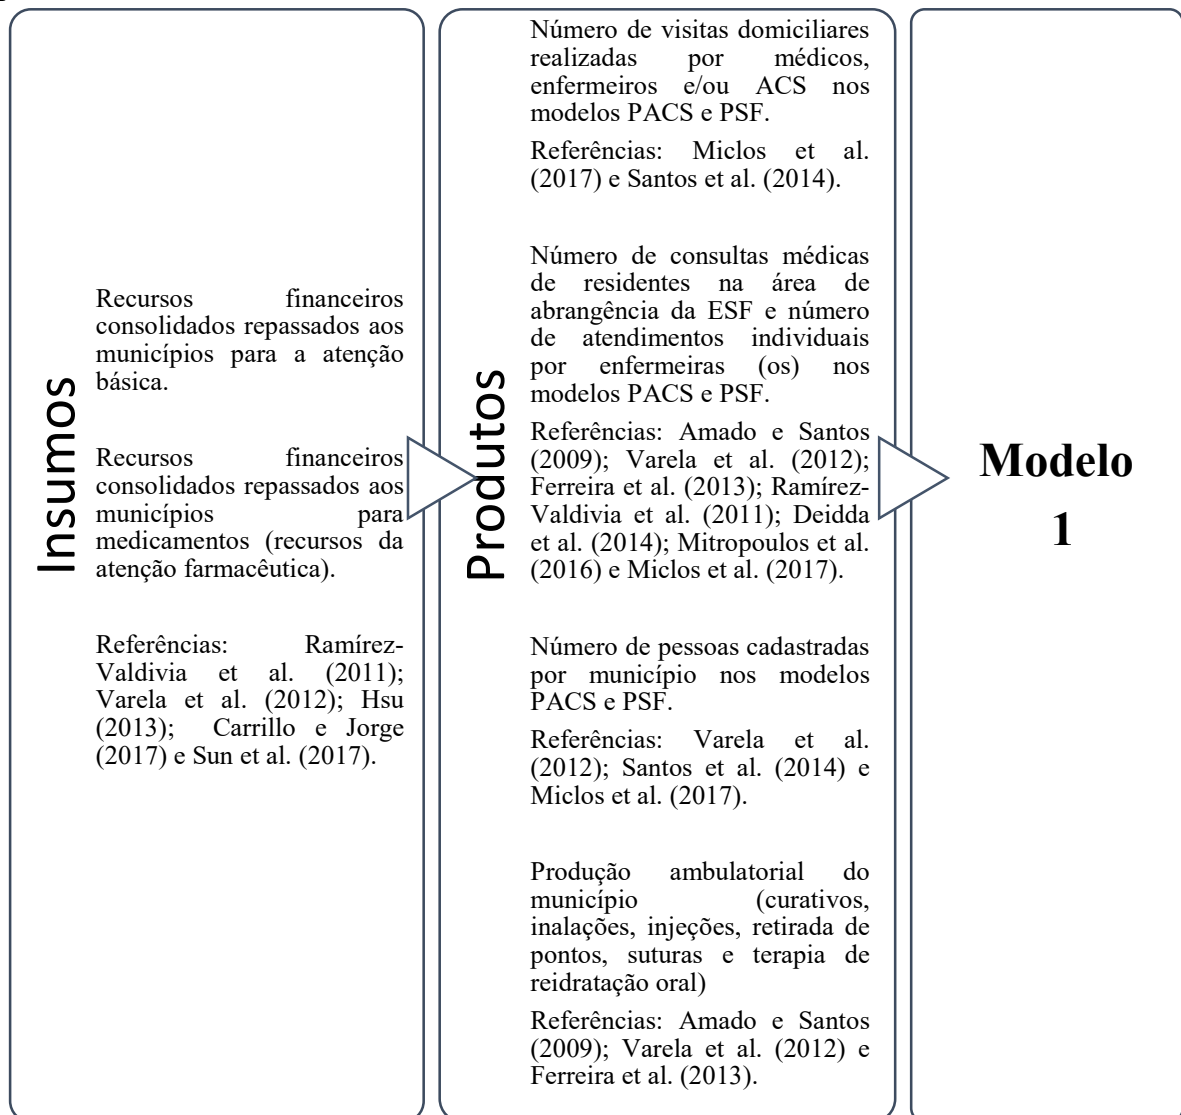 Insumos
Recursos financeiros
consolidados repassados aos
municípios para a atenção
básica.
Recursos financeiros
consolidados repassados aos
municípios para
medicamentos (recursos da
atenção farmacêutica).
Referências: Ramírez-
Valdivia et al. (2011);
Varela et al. (2012); Hsu
(2013); Carrillo e Jorge
(2017) e Sun et al. (2017).
Produtos
Número de visitas domiciliares
realizadas por médicos,
enfermeiros e/ou ACS nos
modelos PACS e PSF.
Referências: Miclos et al.
(2017) e Santos et al. (2014).
Número de consultas médicas
de residentes na área de
abrangência da ESF e número
de atendimentos individuais
por enfermeiras (os) nos
modelos PACS e PSF.
Referências: Amado e Santos
(2009); Varela et al. (2012);
Ferreira et al. (2013); Ramírez-
Valdivia et al. (2011); Deidda
et al. (2014); Mitropoulos et al.
(2016) e Miclos et al. (2017).
Número de pessoas cadastradas
por município nos modelos
PACS e PSF.
Referências: Varela et al.
(2012); Santos et al. (2014) e
Miclos et al. (2017).
Produção ambulatorial do
município (curativos,
inalações, injeções, retirada de
pontos, suturas e terapia de
reidratação oral)
Referências: Amado e Santos
(2009); Varela et al. (2012) e
Ferreira et al. (2013).
Modelo
1